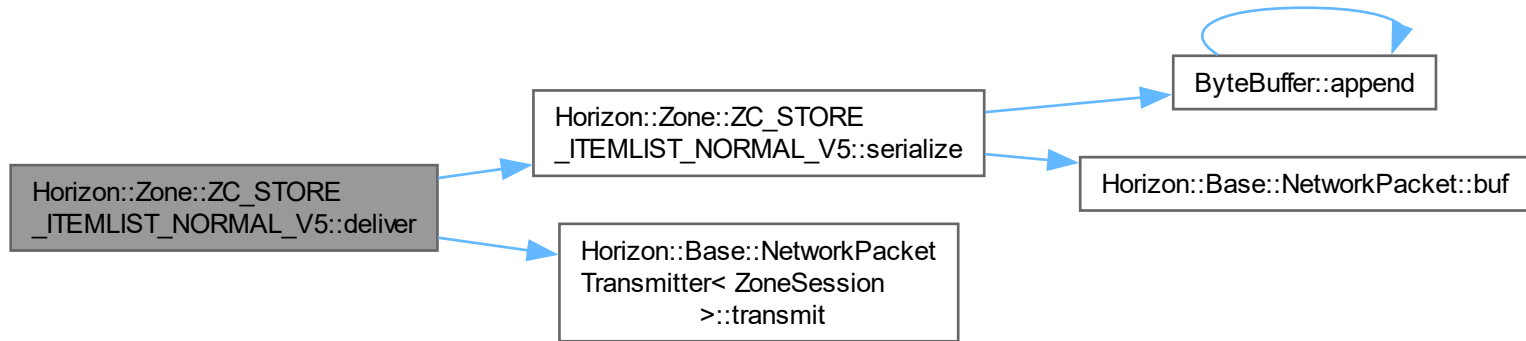 Horizon::Zone::ZC_STORE
_ITEMLIST_NORMAL_V5::deliver
Horizon::Zone::ZC_STORE
_ITEMLIST_NORMAL_V5::serialize
ByteBuffer::append
Horizon::Base::NetworkPacket::buf
Horizon::Base::NetworkPacket
Transmitter< ZoneSession
>::transmit